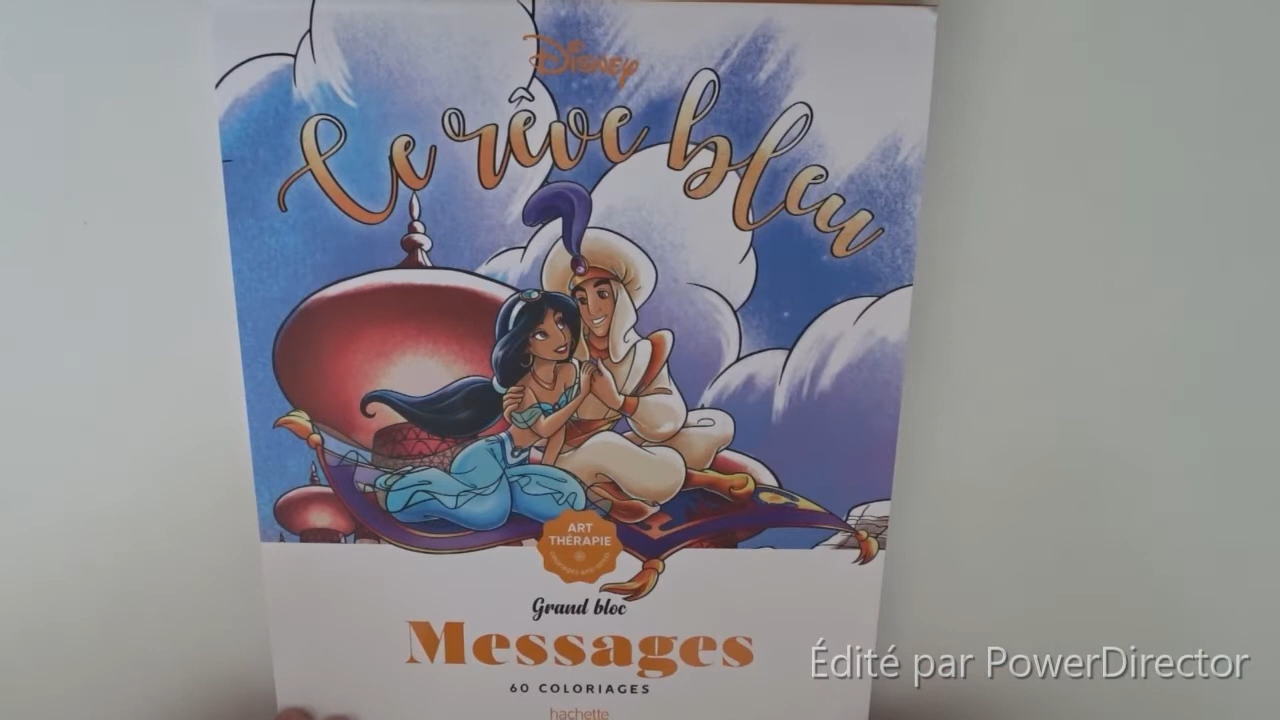 Disney
Ce rêve bleu
ART
THÉRAPIE
Grand bloc
Messages
60 COLORIAGES
hachette
Édité par PowerDirector